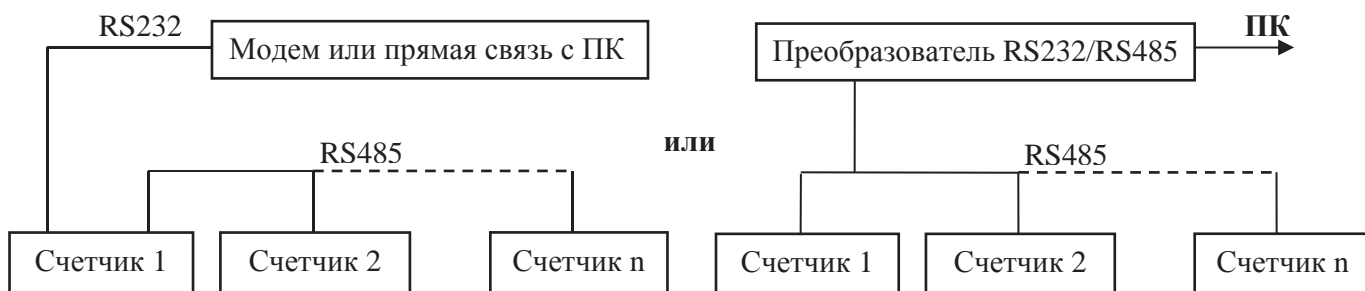 RS232
Модем или прямая связь с ПК
RS485
Счетчик 1
Счетчик 2
Счетчик n
или
Преобразователь RS232/RS485
ПК
RS485
Счетчик 1
Счетчик 2
Счетчик n